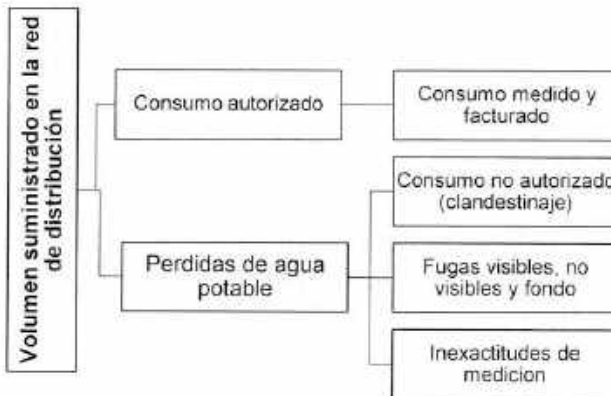 Volumen suministrado en la red
de distribución
Consumo autorizado
Consumo medido y
facturado
Perdidas de agua
potable
Consumo no autorizado
(clandestinaje)
Fugas visibles, no
visibles y fondo
Inexactitudes de
medicion